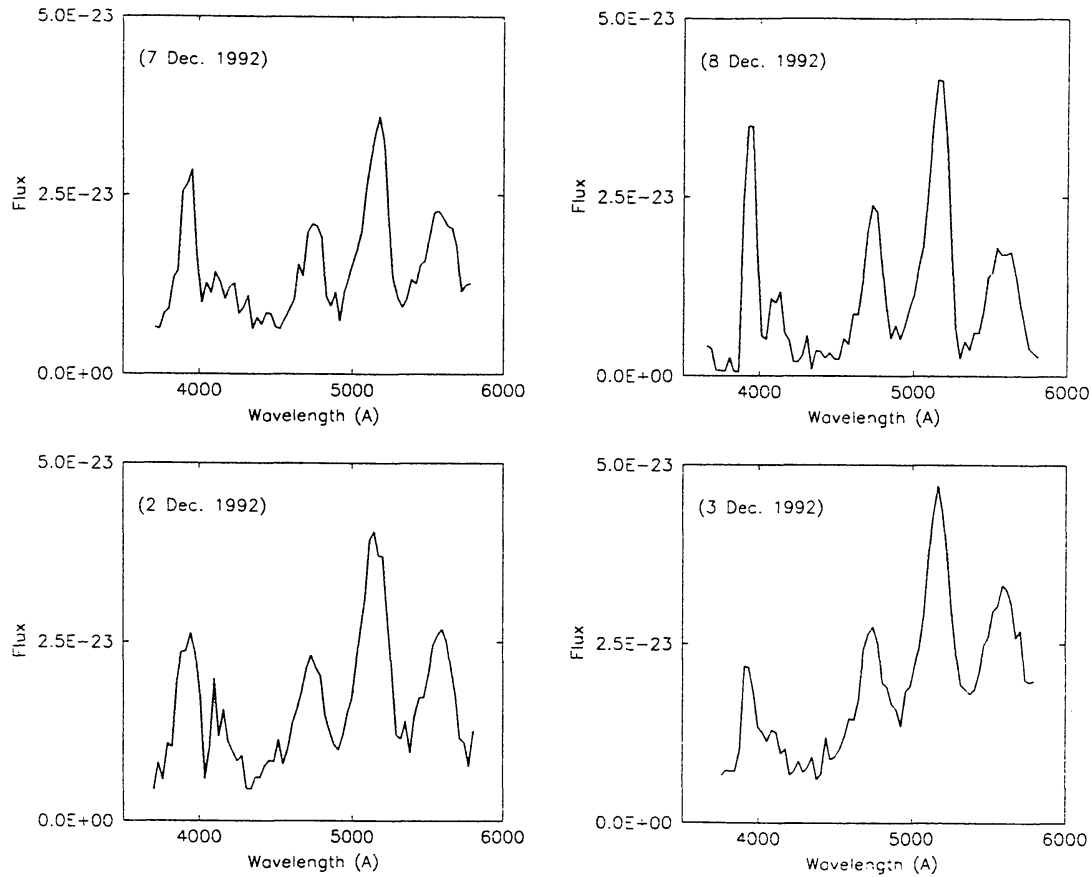 5.0E-23
(7 Dec. 1992)
Flux
2.5E-23
0.0E+00
4000 5000 6000
Wavelength (A)
5.0E-23
(8 Dec. 1992)
Flux
2.5E-23
0.0E+00
4000 5000 6000
Wavelength (A)
5.0E-23
(2 Dec. 1992)
Flux
2.5E-23
0.0E+00
4000 5000 6000
Wavelength (A)
5.0E-23
(3 Dec. 1992)
Flux
2.5E-23
0.0E+00
4000 5000 6000
Wavelength (A)